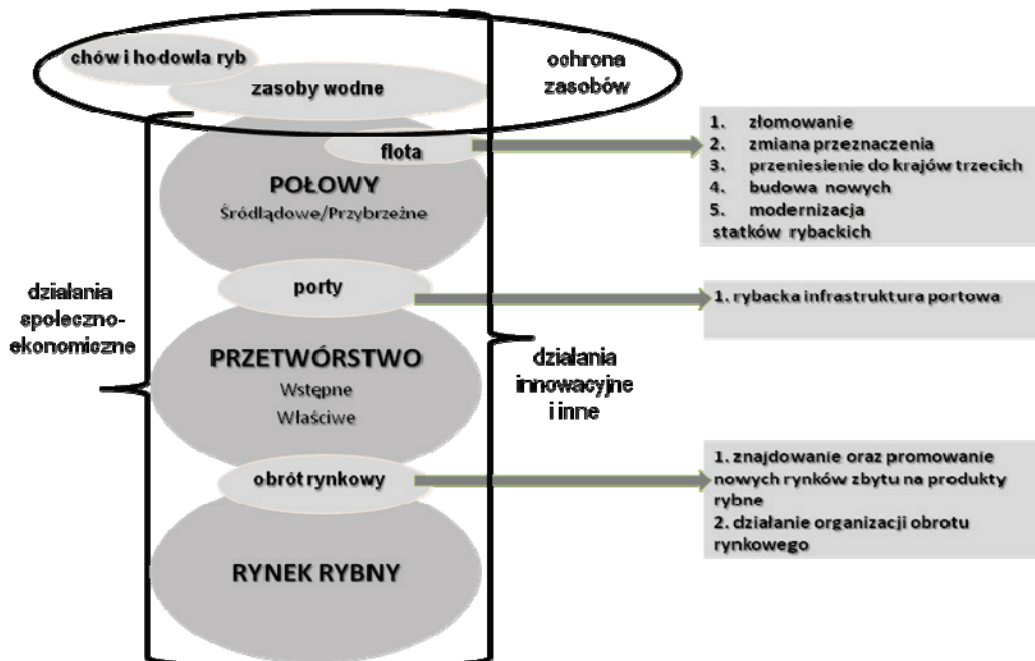 chów i hodowla ryb
zasoby wodne
ochrona
zasobów
flota
POŁOWY
Śródlądowe/Przybrzeżne
1. złomowanie
2. zmiana przeznaczenia
3. przeniesienie do krajów trzecich
4. budowa nowych
5. modernizacja
statków rybackich
działania
społeczno-
ekonomiczne
porty
1. rybacka infrastruktura portowa
PRZETWÓRSTWO
Wstępne
Właściwe
działania
innowacyjne
i inne
obrót rynkowy
1. znajdowanie oraz promowanie
nowych rynków zbytu na produkty
rybne
2. działanie organizacji obrotu
rynkowego
RYNEK RYBNY